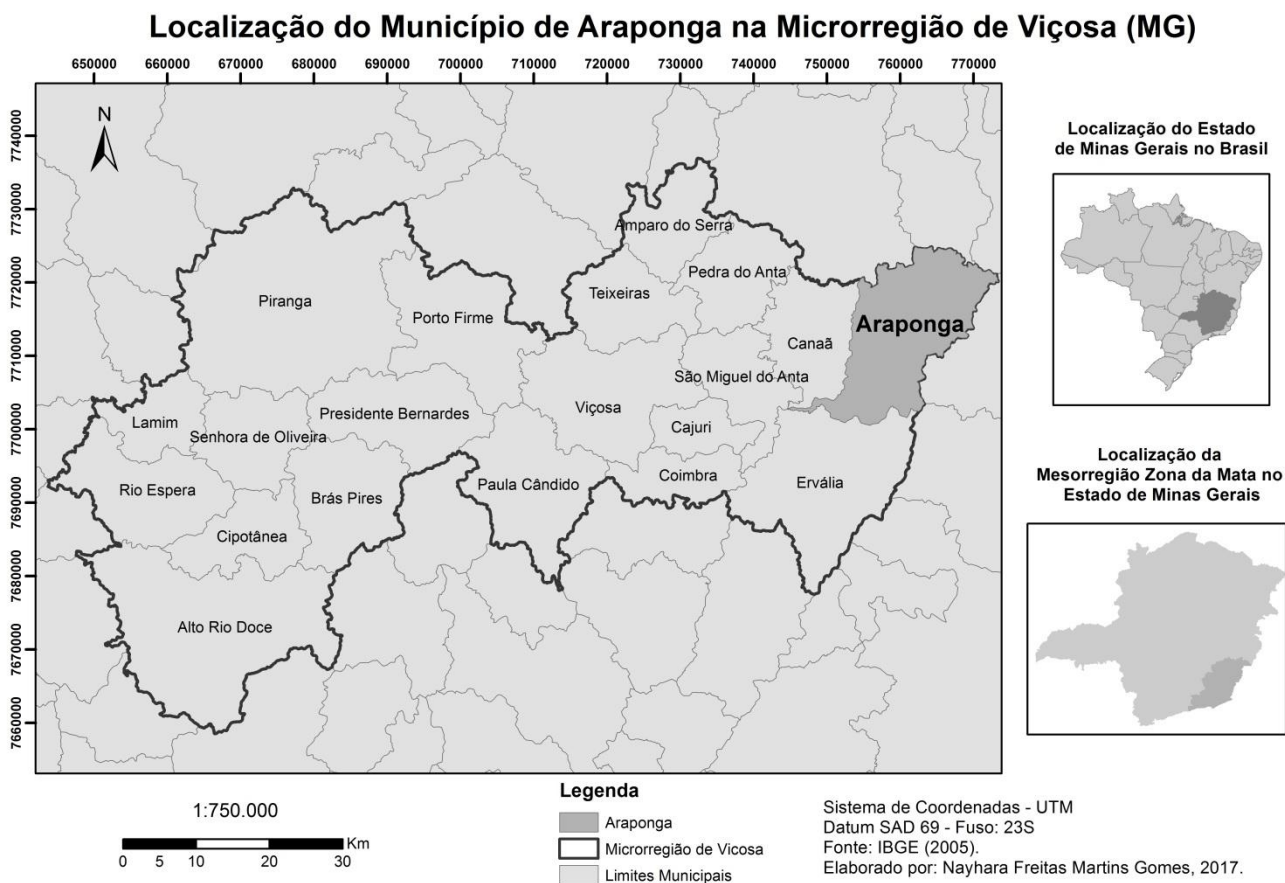 Localização do Município de Araponga na Microrregião de Viçosa (MG)
650000 660000 670000 680000 690000 700000 710000 720000 730000 740000 750000 760000 770000
7740000
7730000
7720000
7710000
7700000
7690000
7680000
7670000
7660000
N
Amparo do Serra
Pedra do Anta
Teixeiras
Piranga
Porto Firme
Araponga
Canaã
São Miguel do Anta
Viçosa
Presidente Bernardes
Lamim
Senhora de Oliveira
Cajuri
Coimbra
Ervália
Paula Cândido
Rio Espera
Brás Pires
Cipotânea
Alto Rio Doce
Localização do Estado
de Minas Gerais no Brasil
Localização da
Mesorregião Zona da Mata no
Estado de Minas Gerais
1:750.000
Km
0 5 10 20 30
Legenda
Araponga
Microrregião de Vicosa
Limites Municipais
Sistema de Coordenadas - UTM
Datum SAD 69 - Fuso: 23S
Fonte: IBGE (2005).
Elaborado por: Nayhara Freitas Martins Gomes, 2017.